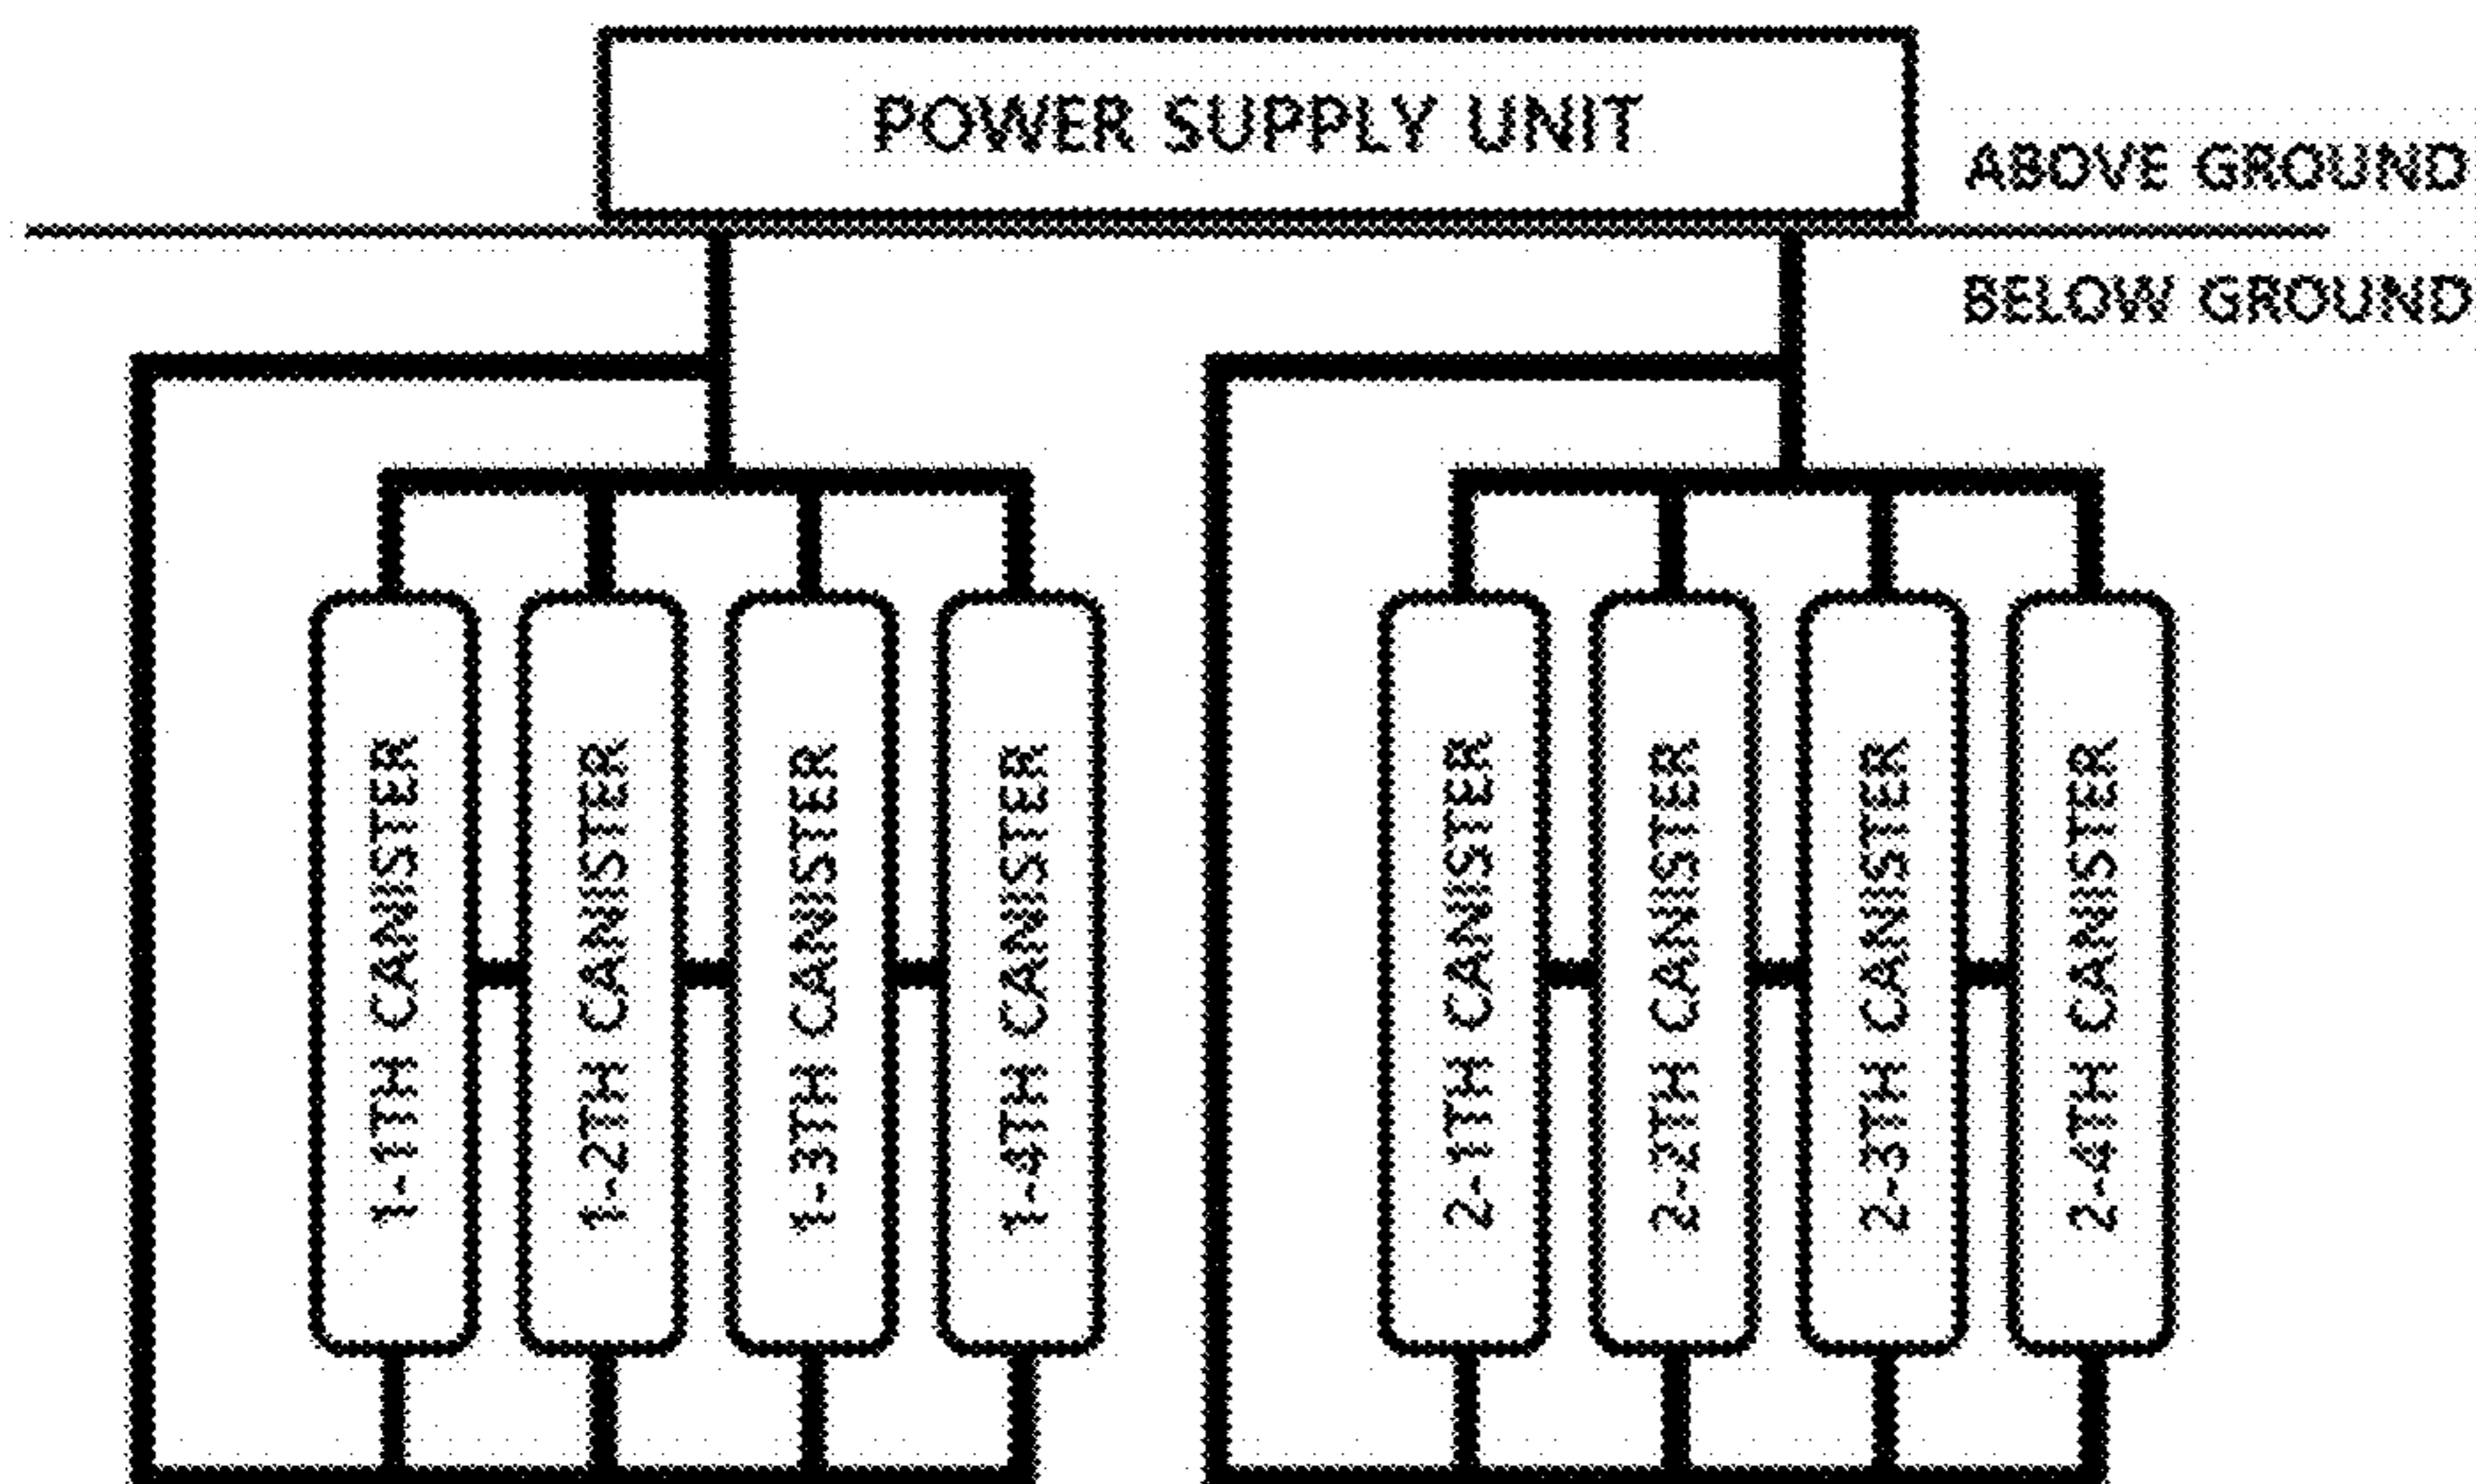 POWER SUPPLY UNIT
ABOVE GROUND
BELOW GROUND
1-1TH CANISTER
1-2TH CANISTER
1-3TH CANISTER
1-4TH CANISTER
2-1TH CANISTER
2-2TH CANISTER
2-3TH CANISTER
2-4TH CANISTER